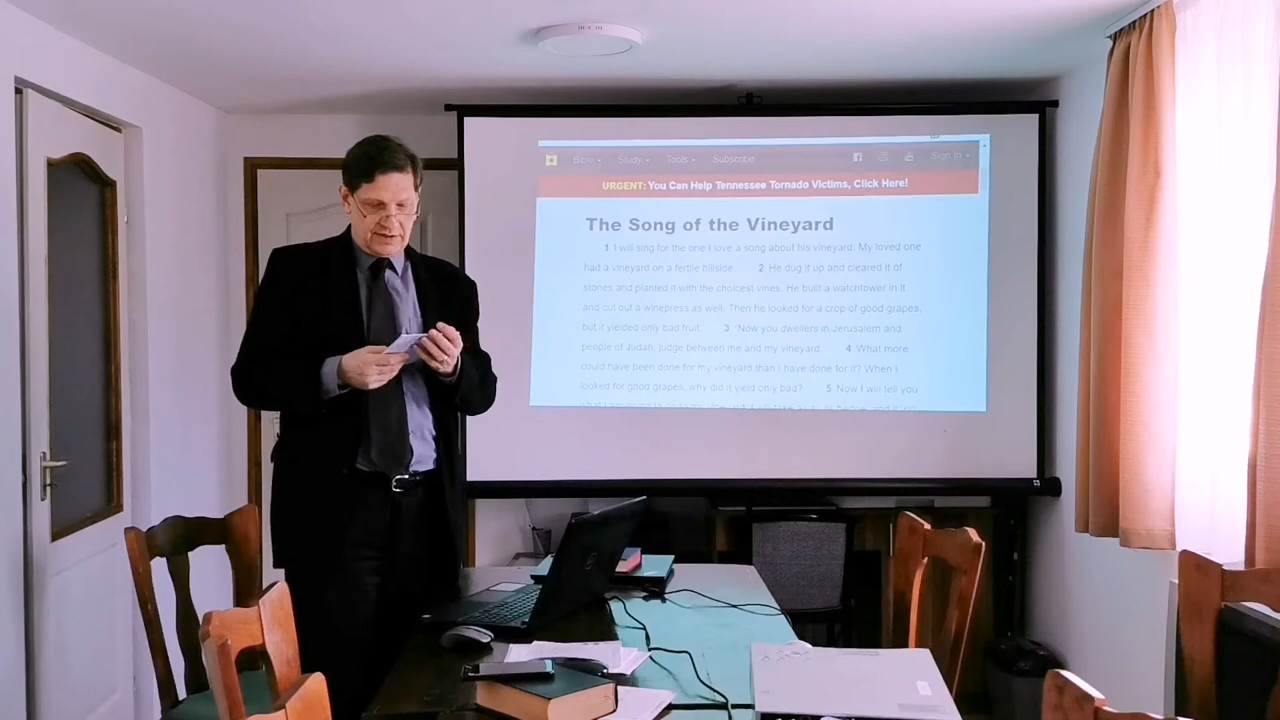 Bible Study Tools Subscribe Sign In
URGENT: You Can Help Tennessee Tornado Victims, Click Here!
The Song of the Vineyard
1 I will sing for the one I love a song about his vineyard: My loved one
had a vineyard on a fertile hillside. 2 He dug it up and cleared it of
stones and planted it with the choicest vines. He built a watchtower in it
and cut out a winepress as well. Then he looked for a crop of good grapes,
but it yielded only bad fruit. 3 "Now you dwellers in Jerusalem and
people of Judah, judge between me and my vineyard. 4 What more
could have been done for my vineyard than I have done for it? When I
looked for good grapes, why did it yield only bad? 5 Now I will tell you